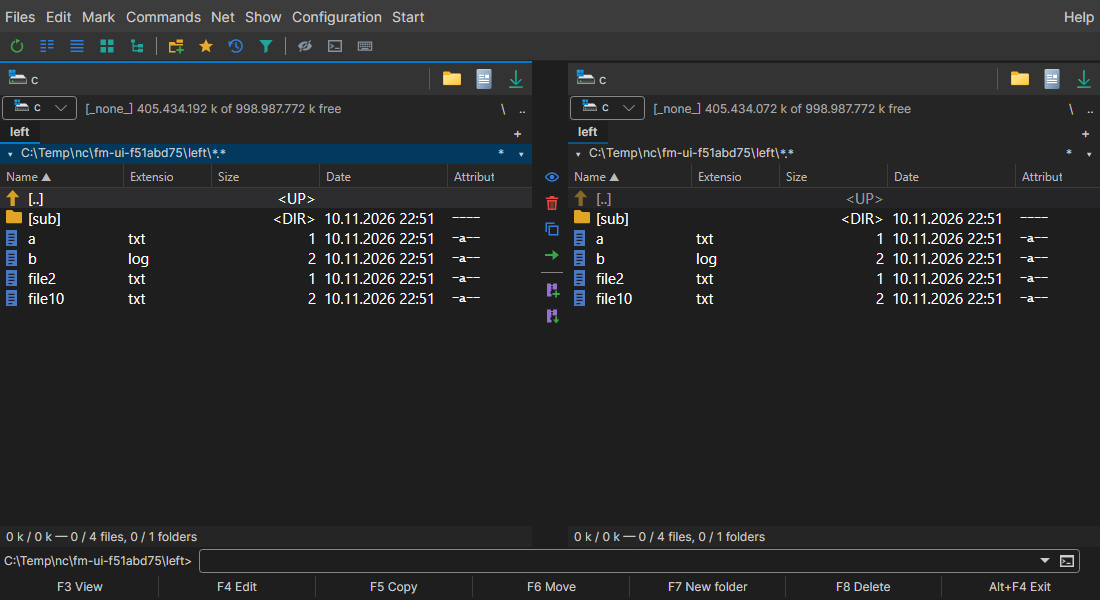 Files Edit Mark Commands Net Show Configuration Start Help
c
c
c [_none_] 405.434.192 k of 998.987.772 k free \ ..
c [_none_] 405.434.072 k of 998.987.772 k free \ ..
left +
left +
C:\Temp\nc\fm-ui-f51abd75\left\*.* *
C:\Temp\nc\fm-ui-f51abd75\left\*.* *
Name Extensio Size Date Attribut
[..] <UP>
[sub] <DIR> 10.11.2026 22:51 ----
a txt 1 10.11.2026 22:51 -a--
b log 2 10.11.2026 22:51 -a--
file2 txt 1 10.11.2026 22:51 -a--
file10 txt 2 10.11.2026 22:51 -a--
Name Extensio Size Date Attribut
[..] <UP>
[sub] <DIR> 10.11.2026 22:51 ----
a txt 1 10.11.2026 22:51 -a--
b log 2 10.11.2026 22:51 -a--
file2 txt 1 10.11.2026 22:51 -a--
file10 txt 2 10.11.2026 22:51 -a--
0 k / 0 k — 0 / 4 files, 0 / 1 folders
0 k / 0 k — 0 / 4 files, 0 / 1 folders
C:\Temp\nc\fm-ui-f51abd75\left>
F3 View F4 Edit F5 Copy F6 Move F7 New folder F8 Delete Alt+F4 Exit